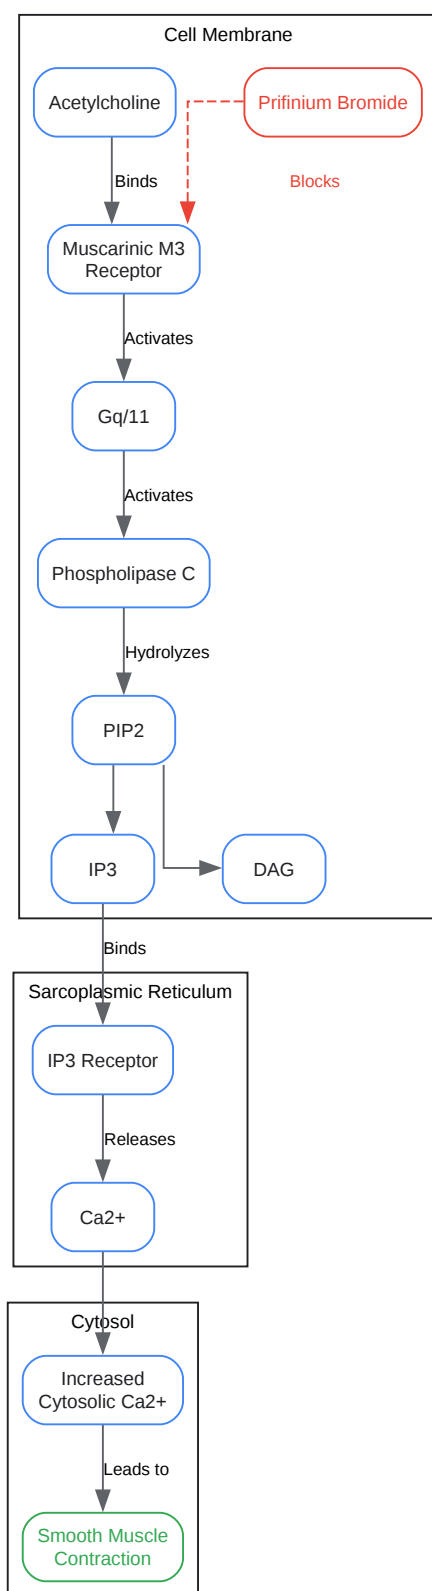 Cell Membrane
Acetylcholine
Prifinium Bromide
Binds
Blocks
Muscarinic M3
Receptor
Activates
Gq/11
Activates
Phospholipase C
Hydrolyzes
PIP2
IP3
DAG
Binds
Sarcoplasmic Reticulum
IP3 Receptor
Releases
Ca2+
Cytosol
Increased
Cytosolic Ca2+
Leads to
Smooth Muscle
Contraction